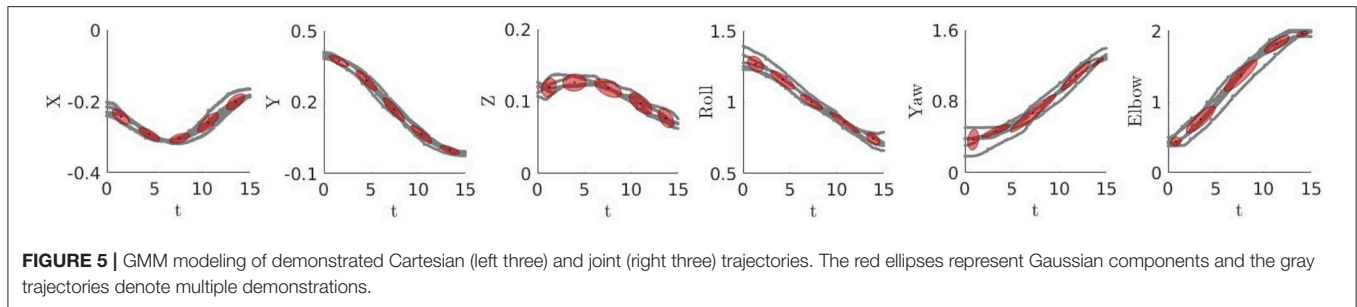 0
-0.2
-0.4
X
0 5 10 15
t
0.5
0.2
-0.1
Y
0 5 10 15
t
0.2
0.1
0
Z
0 5 10 15
t
1.5
1
0.5
Roll
0 5 10 15
t
1.6
0.8
0
Yaw
0 5 10 15
t
2
1
0
Elbow
0 5 10 15
t
FIGURE 5 | GMM modeling of demonstrated Cartesian (left three) and joint (right three) trajectories. The red ellipses represent Gaussian components and the gray
trajectories denote multiple demonstrations.